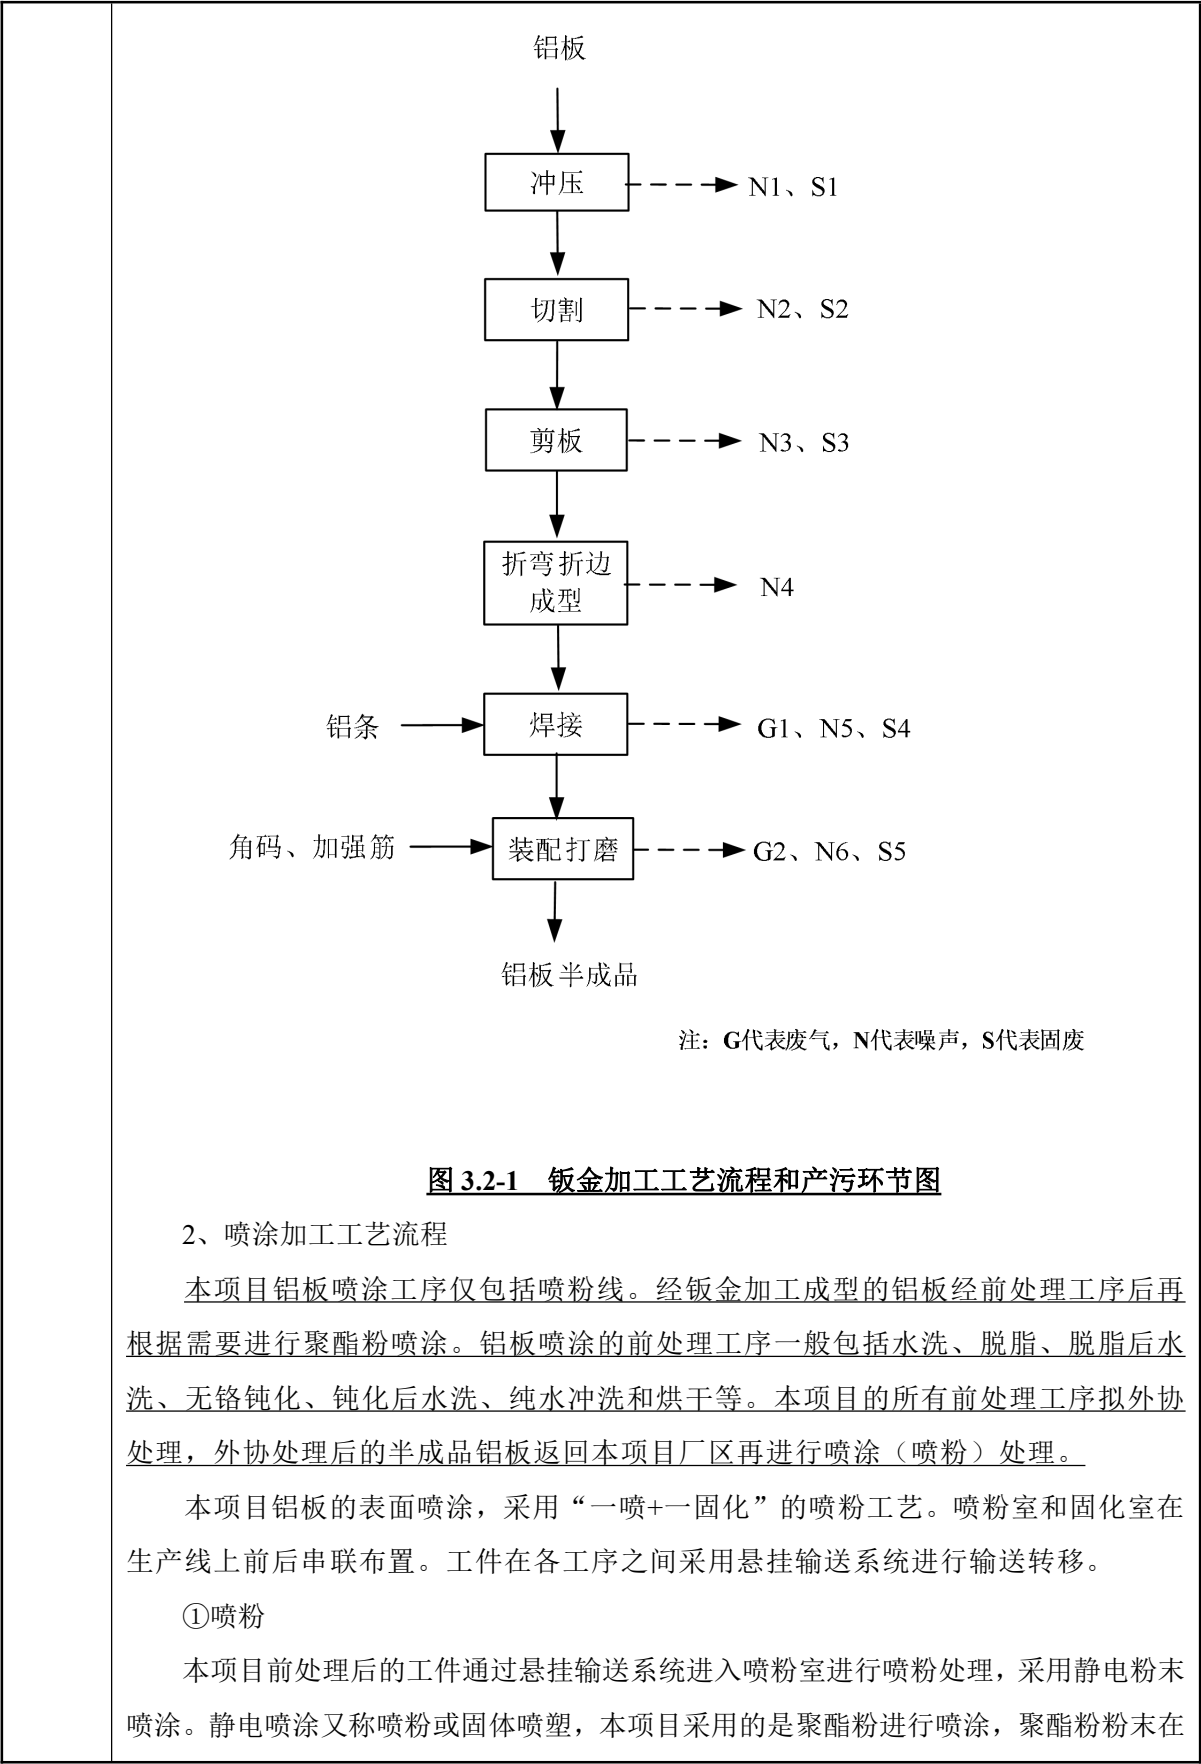 铝板
冲压
N1、S1
切割
N2、S2
剪板
N3、S3
折弯折边
成型
N4
铝条
焊接
G1、N5、S4
角码、加强筋
装配打磨
G2、N6、S5
铝板半成品
注：G代表废气，N代表噪声，S代表固废
图 3.2-1 钣金加工工艺流程和产污环节图
2、喷涂加工工艺流程
本项目铝板喷涂工序仅包括喷粉线。经钣金加工成型的铝板经前处理工序后再
根据需要进行聚酯粉喷涂。铝板喷涂的前处理工序一般包括水洗、脱脂、脱脂后水
洗、无铬钝化、钝化后水洗、纯水冲洗和烘干等。本项目的所有前处理工序拟外协
处理，外协处理后的半成品铝板返回本项目厂区再进行喷涂（喷粉）处理。
本项目铝板的表面喷涂，采用“一喷+一固化”的喷粉工艺。喷粉室和固化室在
生产线上前后串联布置。工件在各工序之间采用悬挂输送系统进行输送转移。
①喷粉
本项目前处理后的工件通过悬挂输送系统进入喷粉室进行喷粉处理，采用静电粉末
喷涂。静电喷涂又称喷粉或固体喷塑，本项目采用的是聚酯粉进行喷涂，聚酯粉粉末在